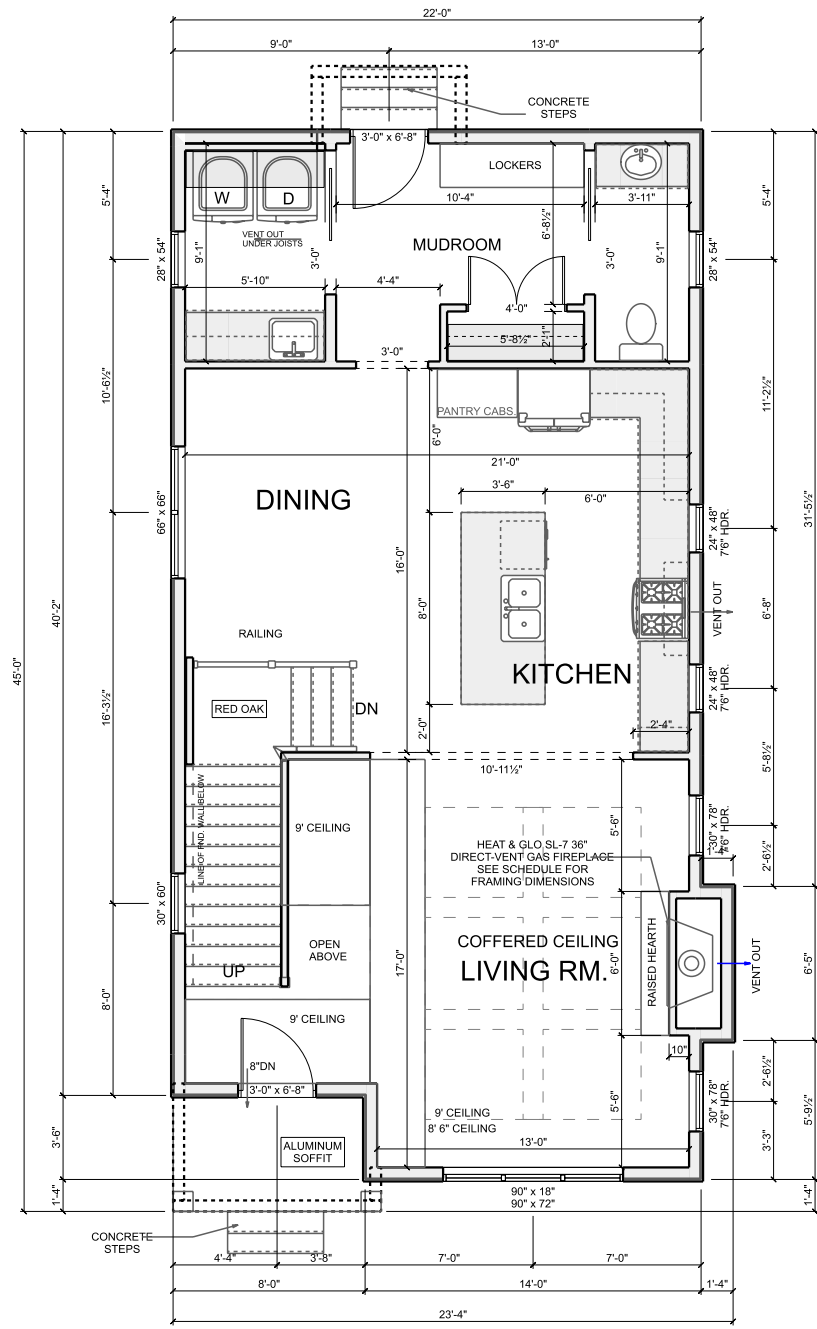 22'-0"
9'-0"
13'-0"
CONCRETE
STEPS
3'-0" x 6'-8"
LOCKERS
W
D
10'-4"
3'-11"
5'-4"
5'-4"
VENT OUT
UNDER JOISTS
9'-1"
3'-0"
MUDROOM
6'-8½"
3'-0"
9'-1"
28" x 54"
28" x 54"
5'-10"
4'-4"
4'-0"
5'-8½"
2'-1"
3'-0"
10'-6½"
11'-2½"
PANTRY CABS.
6'-0"
21'-0"
3'-6"
6'-0"
DINING
66" x 66"
24" x 48"
7'6" HDR.
31'-5½"
16'-0"
40'-2"
8'-0"
VENT OUT
6'-8"
RAILING
45'-0"
KITCHEN
24" x 48"
7'6" HDR.
RED OAK
DN
16'-3½"
2'-0"
2'-4"
5'-8½"
10'-11½"
LINE OF FND. WALL BELOW
9' CEILING
5'-6"
30" x 78"
7'6" HDR.
1'-4"
HEAT & GLO SL-7 36"
DIRECT-VENT GAS FIREPLACE
SEE SCHEDULE FOR
FRAMING DIMENSIONS
2'-6½"
30" x 60"
OPEN
ABOVE
COFFERED CEILING
LIVING RM.
RAISED HEARTH
6'-0"
VENT OUT
6'-5"
UP
17'-0"
8'-0"
9' CEILING
10"
8"DN
3'-0" x 6'-8"
5'-6"
30" x 78"
7'6" HDR.
2'-6½"
5'-9½"
9' CEILING
8' 6" CEILING
3'-6"
ALUMINUM
SOFFIT
13'-0"
3'-3"
1'-4"
90" x 18"
90" x 72"
1'-4"
CONCRETE
STEPS
4'-4"
3'-8"
7'-0"
7'-0"
8'-0"
14'-0"
1'-4"
23'-4"